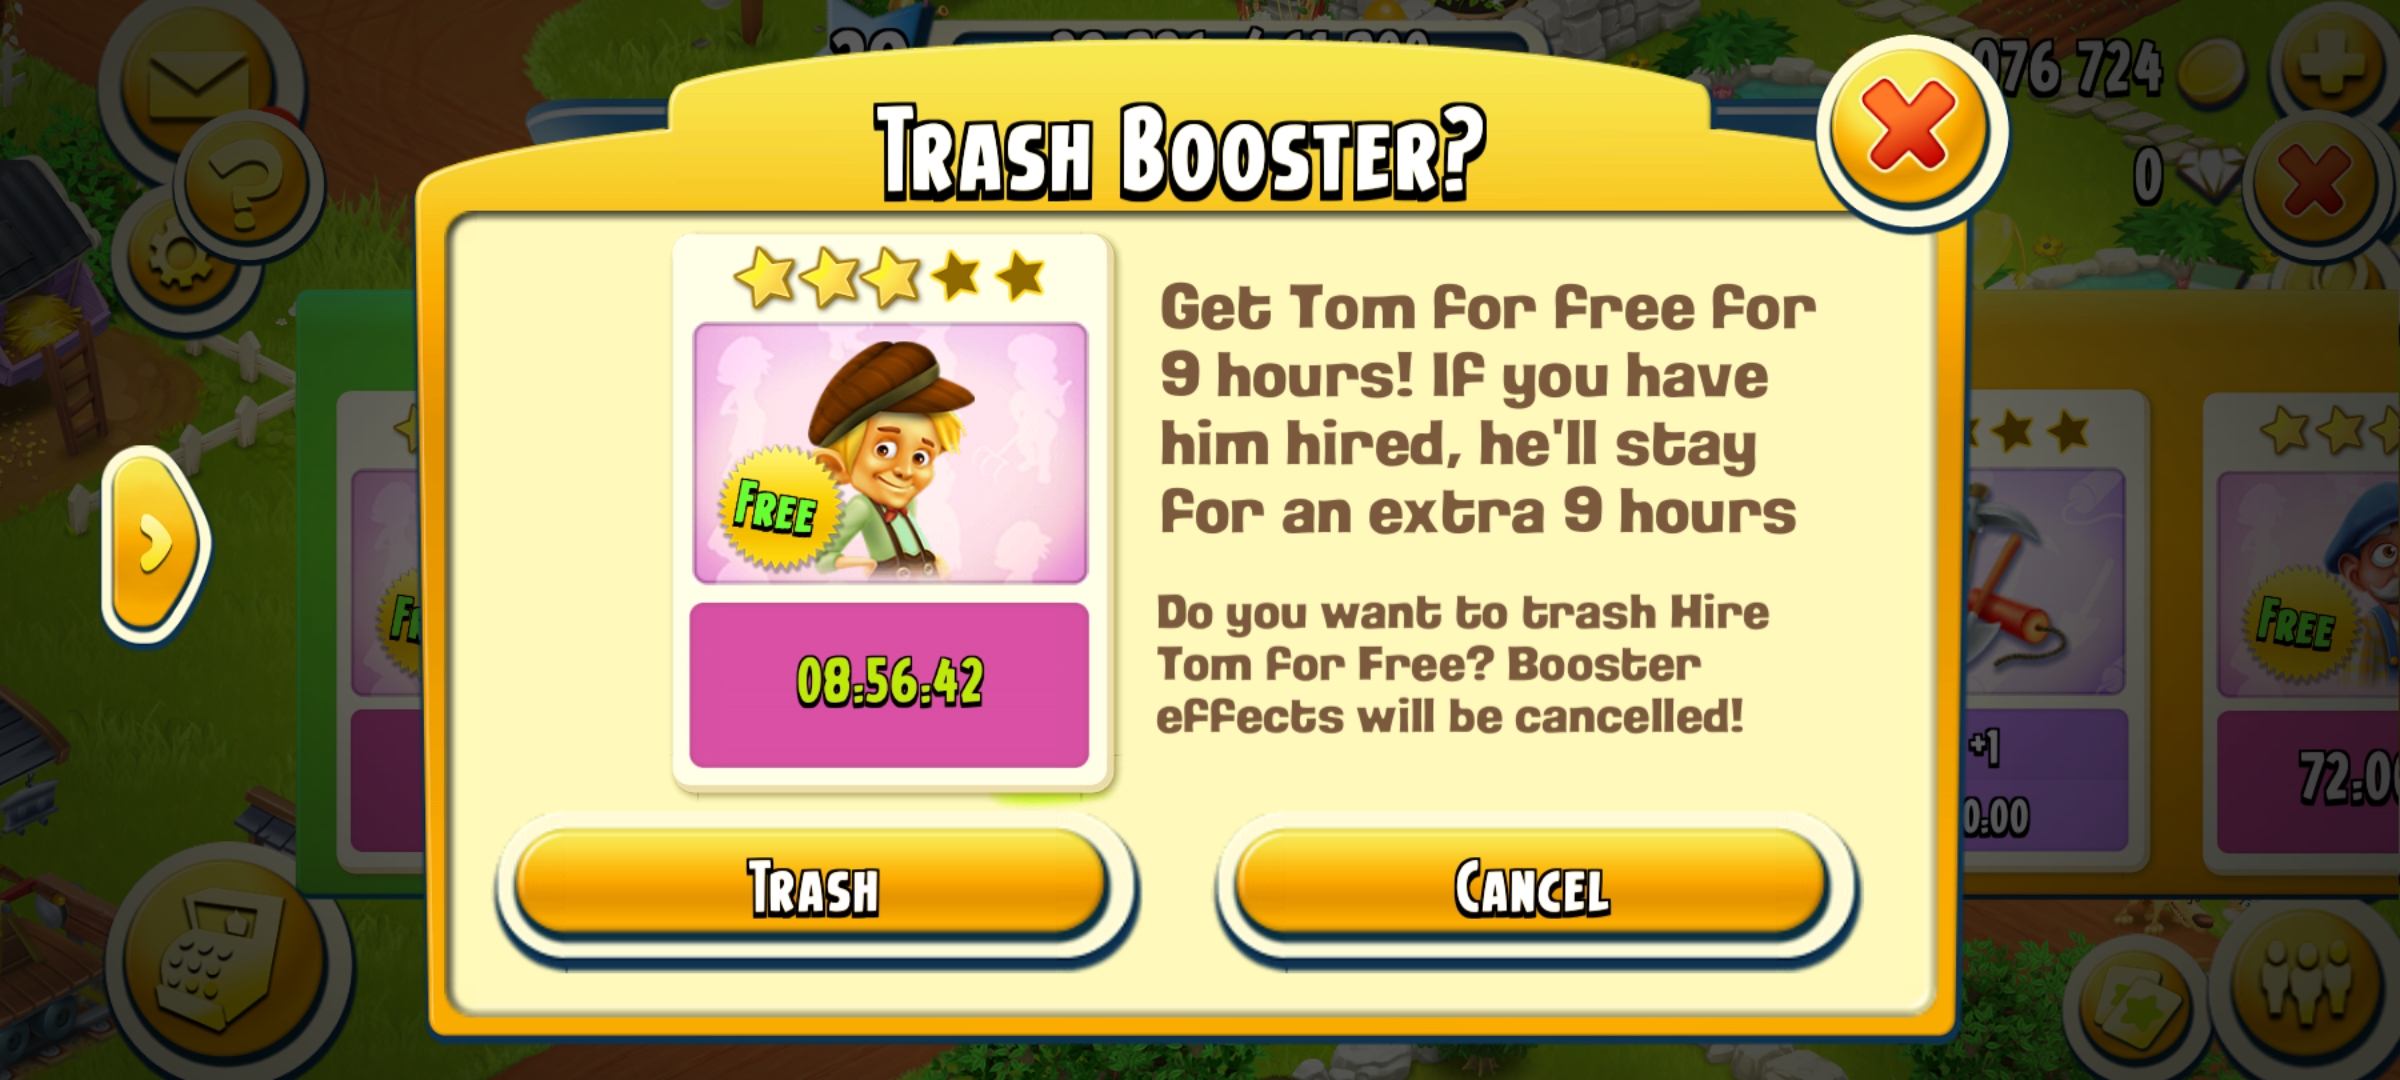 TRASH BOOSTER?
076 724
0
Get Tom for free for
9 hours! If you have
him hired, he'll stay
for an extra 9 hours
FREE
08:56:42
Do you want to trash Hire
Tom for Free? Booster
effects will be cancelled!
TRASH
CANCEL
+1
0:00
FREE